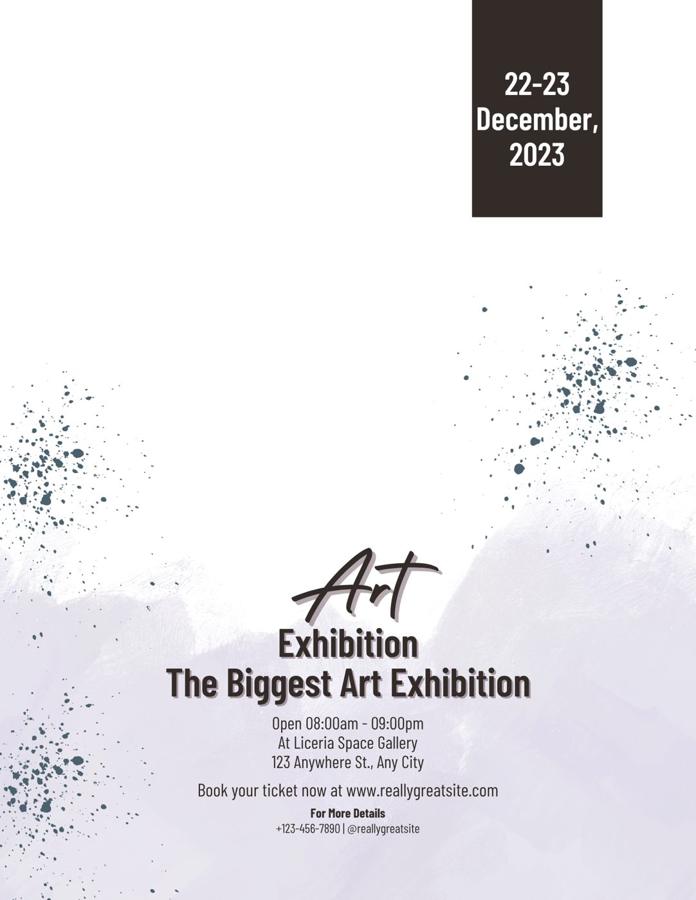 22-23
December,
2023
Art
Exhibition
The Biggest Art Exhibition
Open 08:00am - 09:00pm
At Liceria Space Gallery
123 Anywhere St., Any City
Book your ticket now at www.reallygreatsite.com
For More Details
+123-456-7890 | @reallygreatsite